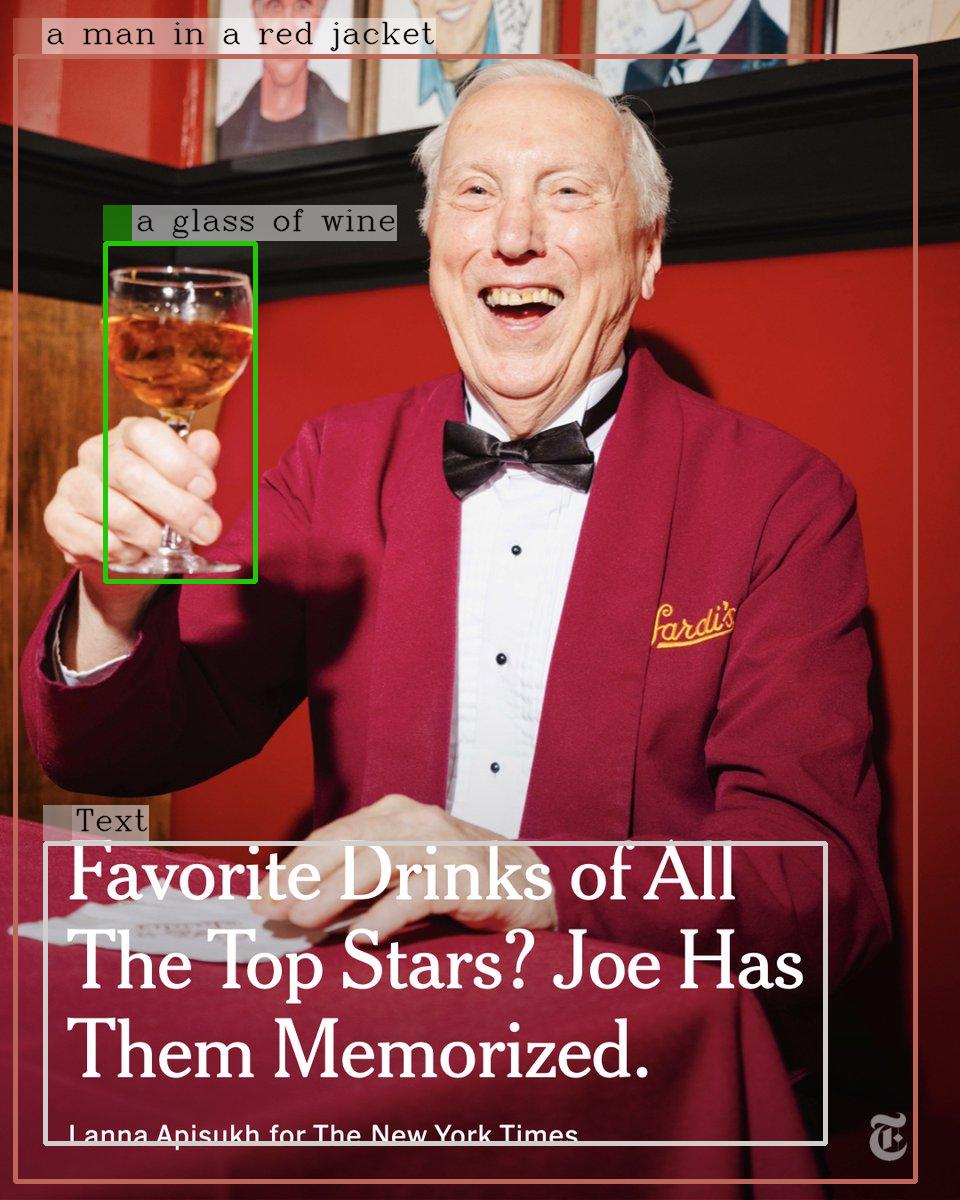 a man in a red jacket
a glass of wine
Sardi's
Text
Favorite Drinks of All
The Top Stars? Joe Has
Them Memorized.
Lanna Apisukh for The New York Times
T